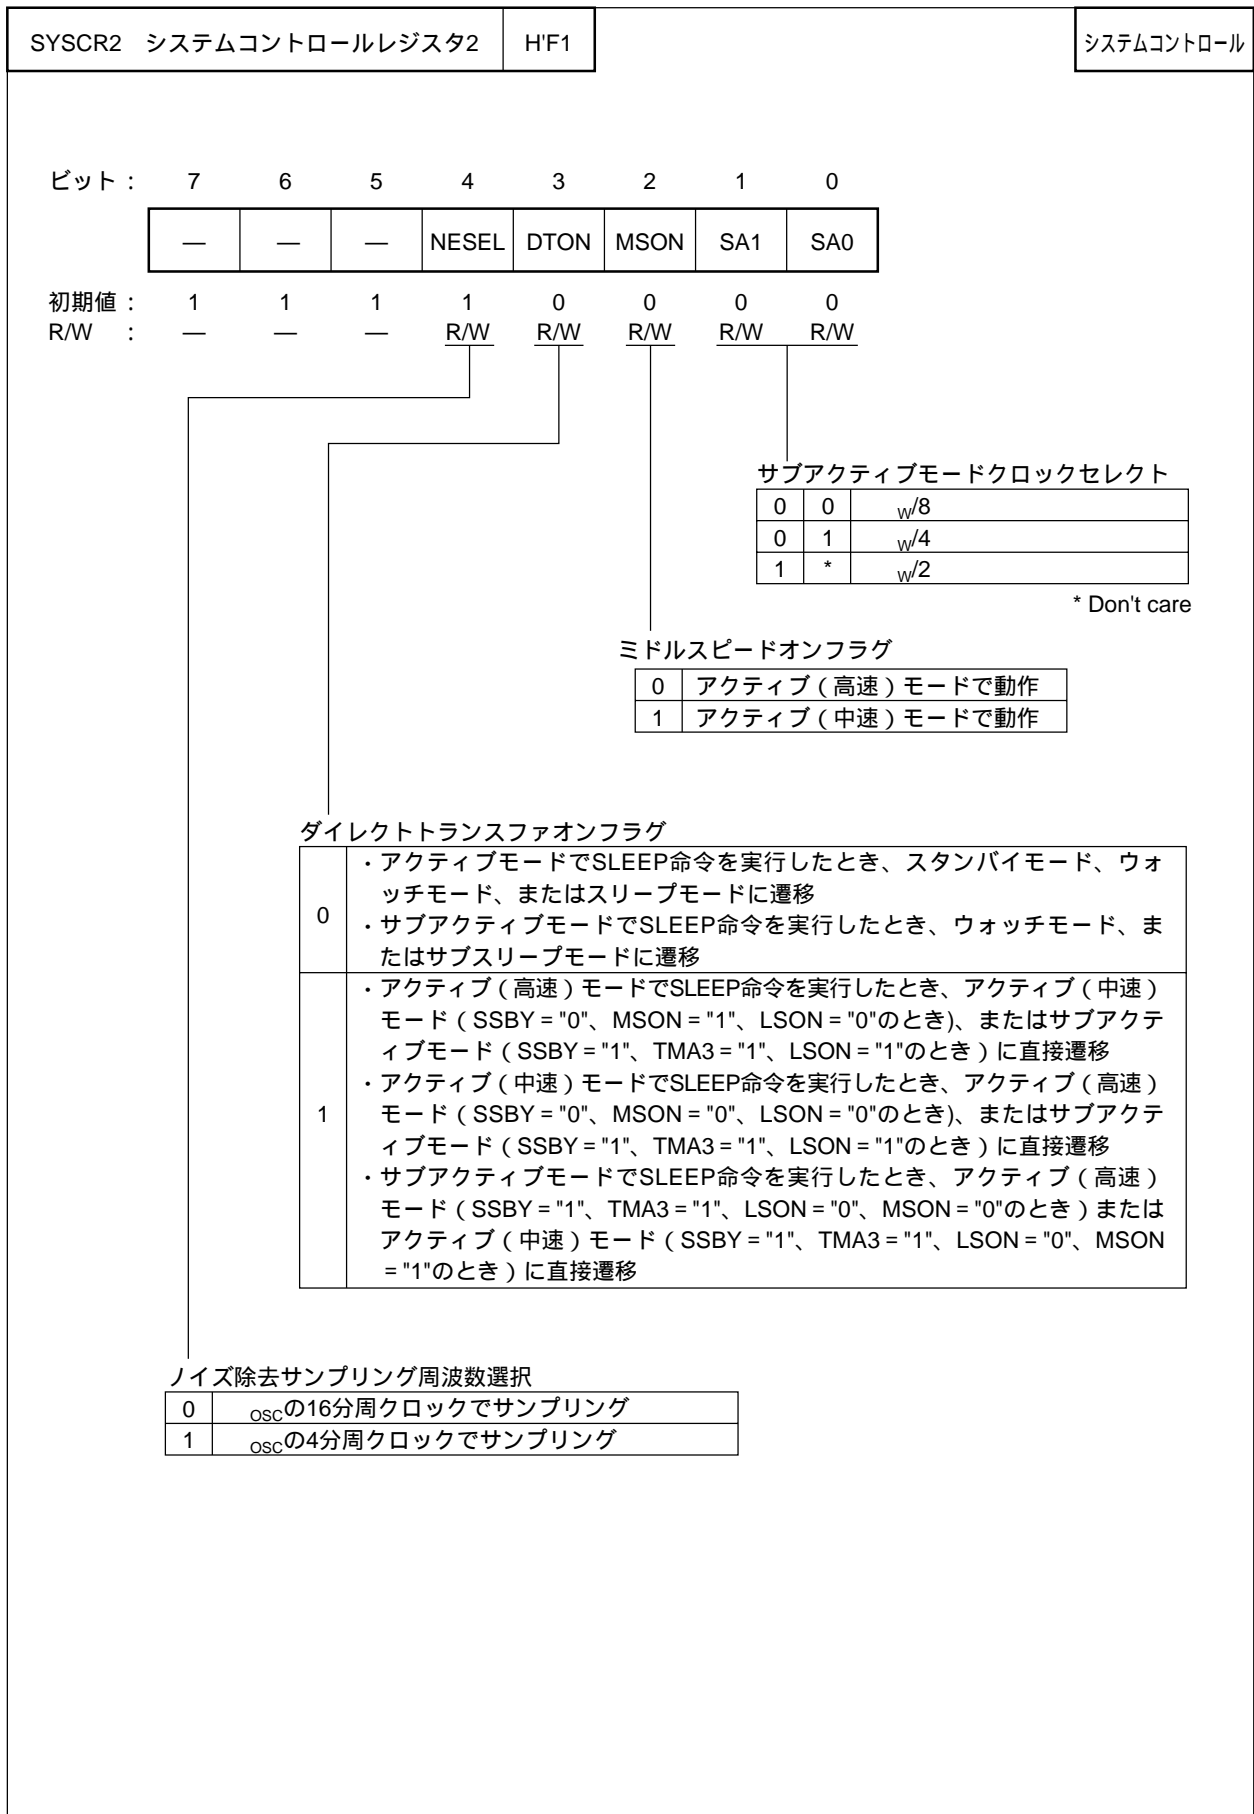 SYSCR2 システムコントロールレジスタ2 H'F1 システムコントロール
ビット： 7 6 5 4 3 2 1 0
— — — NESEL DTON MSON SA1 SA0
初期値： 1 1 1 1 0 0 0 0
R/W ： — — — R/W R/W R/W R/W R/W
サブアクティブモードクロックセレクト
0 0 W/8
0 1 W/4
1 * W/2
* Don't care
ミドルスピードオンフラグ
0 アクティブ（高速）モードで動作
1 アクティブ（中速）モードで動作
ダイレクトトランスファオンフラグ
0
・アクティブモードでSLEEP命令を実行したとき、スタンバイモード、ウォ
ッチモード、またはスリープモードに遷移
・サブアクティブモードでSLEEP命令を実行したとき、ウォッチモード、ま
たはサブスリープモードに遷移
1
・アクティブ（高速）モードでSLEEP命令を実行したとき、アクティブ（中速）
モード（SSBY = "0"、MSON = "1"、LSON = "0"のとき)、またはサブアクテ
ィブモード（SSBY = "1"、TMA3 = "1"、LSON = "1"のとき）に直接遷移
・アクティブ（中速）モードでSLEEP命令を実行したとき、アクティブ（高速）
モード（SSBY = "0"、MSON = "0"、LSON = "0"のとき)、またはサブアクテ
ィブモード（SSBY = "1"、TMA3 = "1"、LSON = "1"のとき）に直接遷移
・サブアクティブモードでSLEEP命令を実行したとき、アクティブ（高速）
モード（SSBY = "1"、TMA3 = "1"、LSON = "0"、MSON = "0"のとき）または
アクティブ（中速）モード（SSBY = "1"、TMA3 = "1"、LSON = "0"、MSON
= "1"のとき）に直接遷移
ノイズ除去サンプリング周波数選択
0 OSCの16分周クロックでサンプリング
1 OSCの4分周クロックでサンプリング